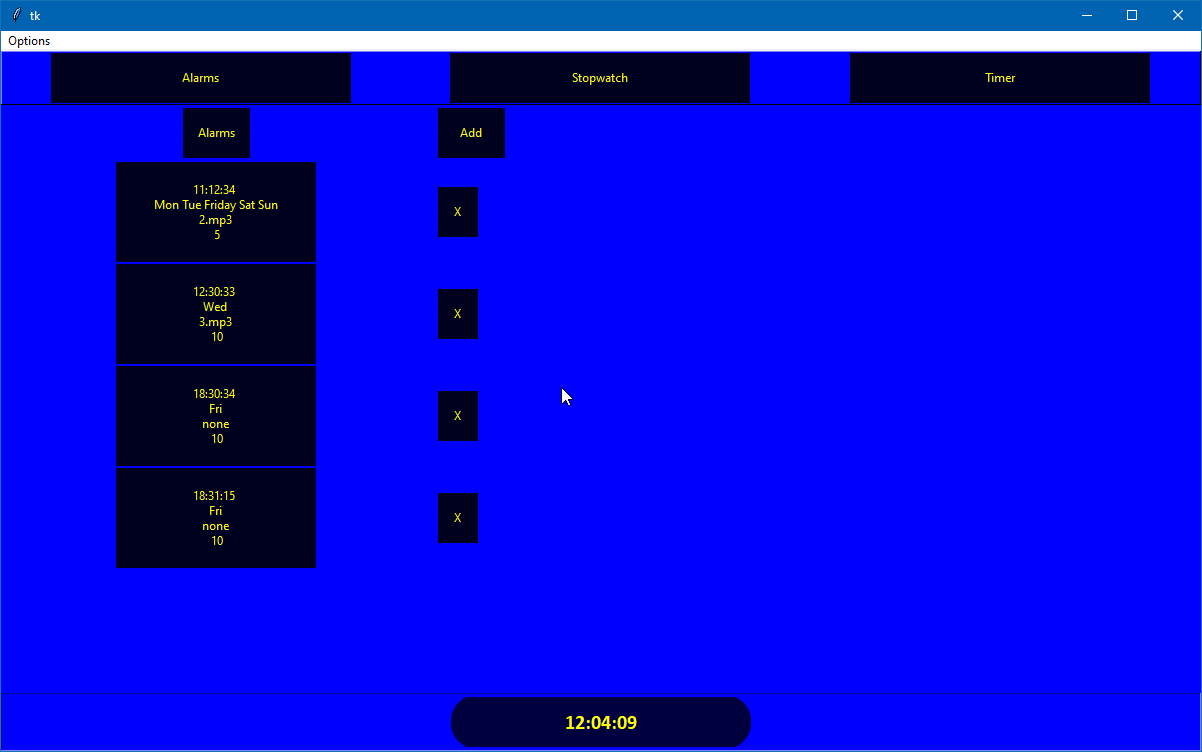 tk
Options
Alarms Stopwatch Timer
Alarms Add
11:12:34
Mon Tue Friday Sat Sun
2.mp3
5
X
12:30:33
Wed
3.mp3
10
X
18:30:34
Fri
none
10
X
18:31:15
Fri
none
10
X
12:04:09